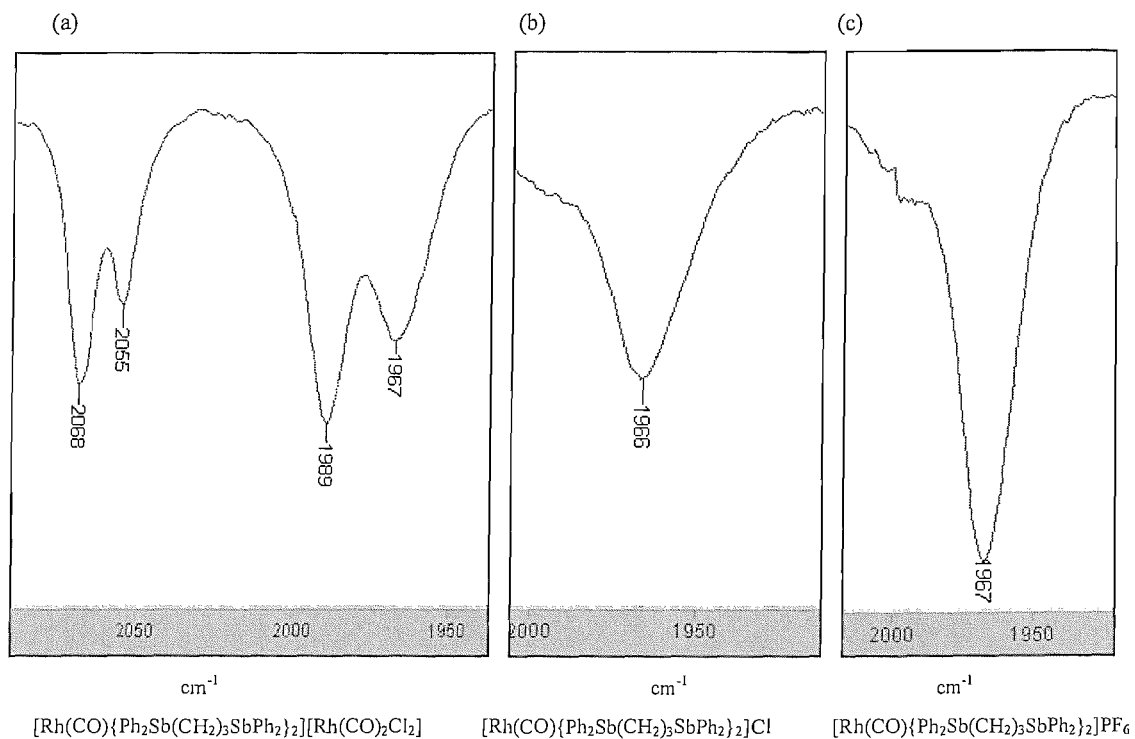 (a) (b) (c)
2068
2055
1989
1967
1966
1967
2050 2000 1950 2000 1950 2000 1950
cm⁻¹ cm⁻¹ cm⁻¹
[Rh(CO){Ph₂Sb(CH₂)₃SbPh₂}₂][Rh(CO)₂Cl₂] [Rh(CO){Ph₂Sb(CH₂)₃SbPh₂}₂]Cl [Rh(CO){Ph₂Sb(CH₂)₃SbPh₂}₂]PF₆